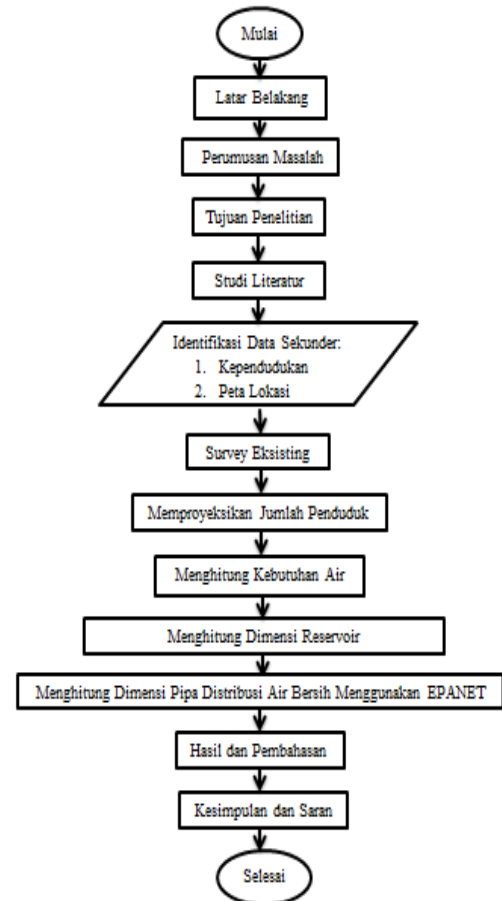 Mulai
Latar Belakang
Perumusan Masalah
Tujuan Penelitian
Studi Literatur
Identifikasi Data Sekunder:
1. Kependudukan
2. Peta Lokasi
Survey Eksisting
Memproyeksikan Jumlah Penduduk
Menghitung Kebutuhan Air
Menghitung Dimensi Reservoir
Menghitung Dimensi Pipa Distribusi Air Bersih Menggunakan EPANET
Hasil dan Pembahasan
Kesimpulan dan Saran
Selesai